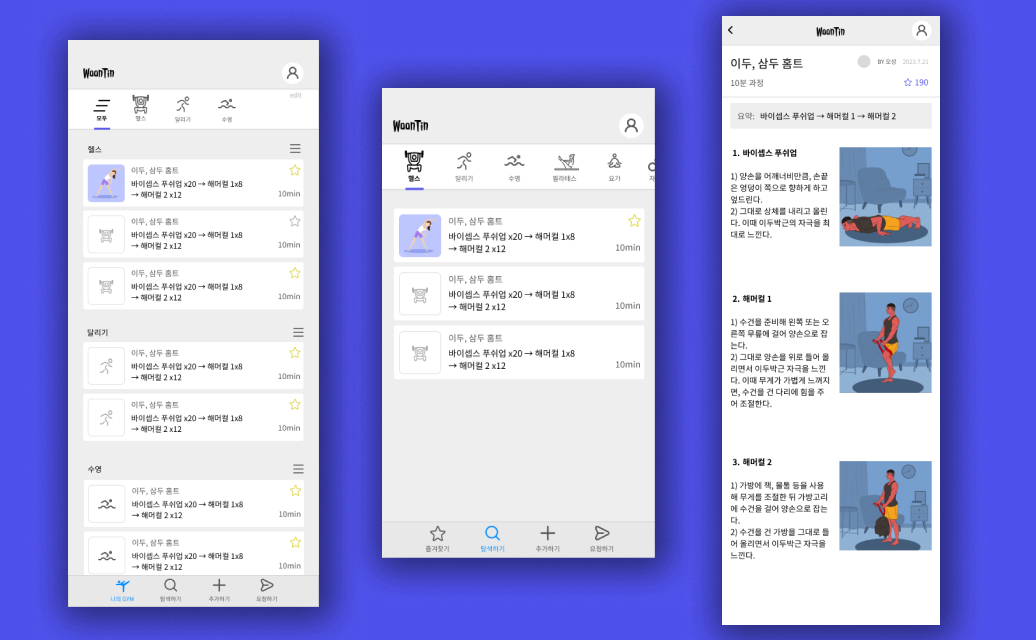 WoonTin
edit
모두
헬스
달리기
수영
헬스
이두, 삼두 홈트
바이셉스 푸쉬업 x20 → 해머컬 1x8
→ 해머컬 2 x12
10min
이두, 삼두 홈트
바이셉스 푸쉬업 x20 → 해머컬 1x8
→ 해머컬 2 x12
10min
이두, 삼두 홈트
바이셉스 푸쉬업 x20 → 해머컬 1x8
→ 해머컬 2 x12
10min
달리기
이두, 삼두 홈트
바이셉스 푸쉬업 x20 → 해머컬 1x8
→ 해머컬 2 x12
10min
이두, 삼두 홈트
바이셉스 푸쉬업 x20 → 해머컬 1x8
→ 해머컬 2 x12
10min
수영
이두, 삼두 홈트
바이셉스 푸쉬업 x20 → 해머컬 1x8
→ 해머컬 2 x12
10min
이두, 삼두 홈트
바이셉스 푸쉬업 x20 → 해머컬 1x8
→ 해머컬 2 x12
10min
나의 GYM
탐색하기
추가하기
요청하기
WoonTin
헬스
달리기
수영
필라테스
요가
이두, 삼두 홈트
바이셉스 푸쉬업 x20 → 해머컬 1x8
→ 해머컬 2 x12
10min
이두, 삼두 홈트
바이셉스 푸쉬업 x20 → 해머컬 1x8
→ 해머컬 2 x12
10min
이두, 삼두 홈트
바이셉스 푸쉬업 x20 → 해머컬 1x8
→ 해머컬 2 x12
10min
즐겨찾기
탐색하기
추가하기
요청하기
WoonTin
이두, 삼두 홈트
BY 오성 2023.7.21
10분 과정
190
요약: 바이셉스 푸쉬업 → 해머컬 1 → 해머컬 2
1. 바이셉스 푸쉬업
1) 양손을 어깨너비만큼, 손끝
은 엉덩이 쪽으로 향하게 하고
엎드린다.
2) 그대로 상체를 내리고 올린
다. 이때 이두박근의 자극을 최
대로 느낀다.
2. 해머컬 1
1) 수건을 준비해 왼쪽 또는 오
른쪽 무릎에 걸어 양손으로 잡
는다.
2) 그대로 양손을 위로 들어 올
리면서 이두박근 자극을 느낀
다. 이때 무게가 가볍게 느껴지
면, 수건을 건 다리에 힘을 주
어 조절한다.
3. 해머컬 2
1) 가방에 책, 물통 등을 사용
해 무게를 조절한 뒤 가방고리
에 수건을 걸어 양손으로 잡는
다.
2) 수건을 건 가방을 그대로 들
어 올리면서 이두박근 자극을
느낀다.